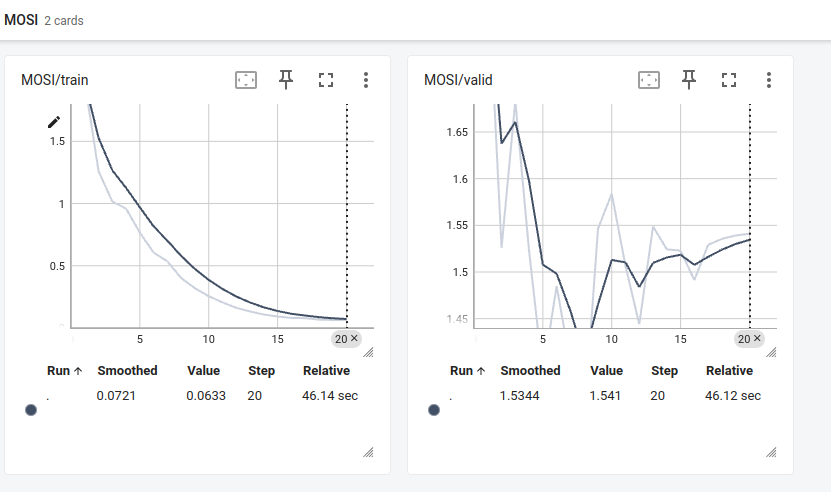 MOSI 2 cards
MOSI/train
1.5
1
0.5
0
5
10
15
20 ✕
Run ↑ Smoothed Value Step Relative
. 0.0721 0.0633 20 46.14 sec
MOSI/valid
1.65
1.6
1.55
1.5
1.45
5
10
15
20 ✕
Run ↑ Smoothed Value Step Relative
. 1.5344 1.541 20 46.12 sec